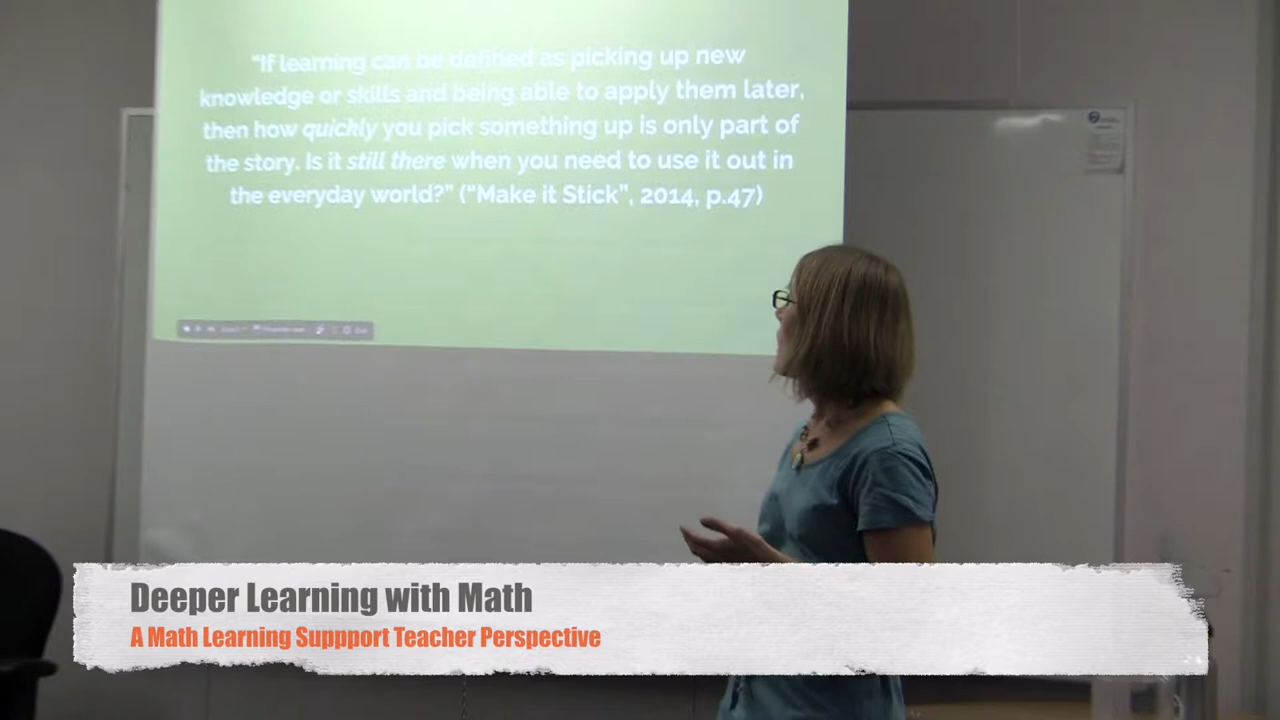 "If learning can be defined as picking up new
knowledge or skills and being able to apply them later,
then how quickly you pick something up is only part of
the story. Is it still there when you need to use it out in
the everyday world?" ("Make it Stick", 2014, p.47)
Deeper Learning with Math
A Math Learning Suppport Teacher Perspective